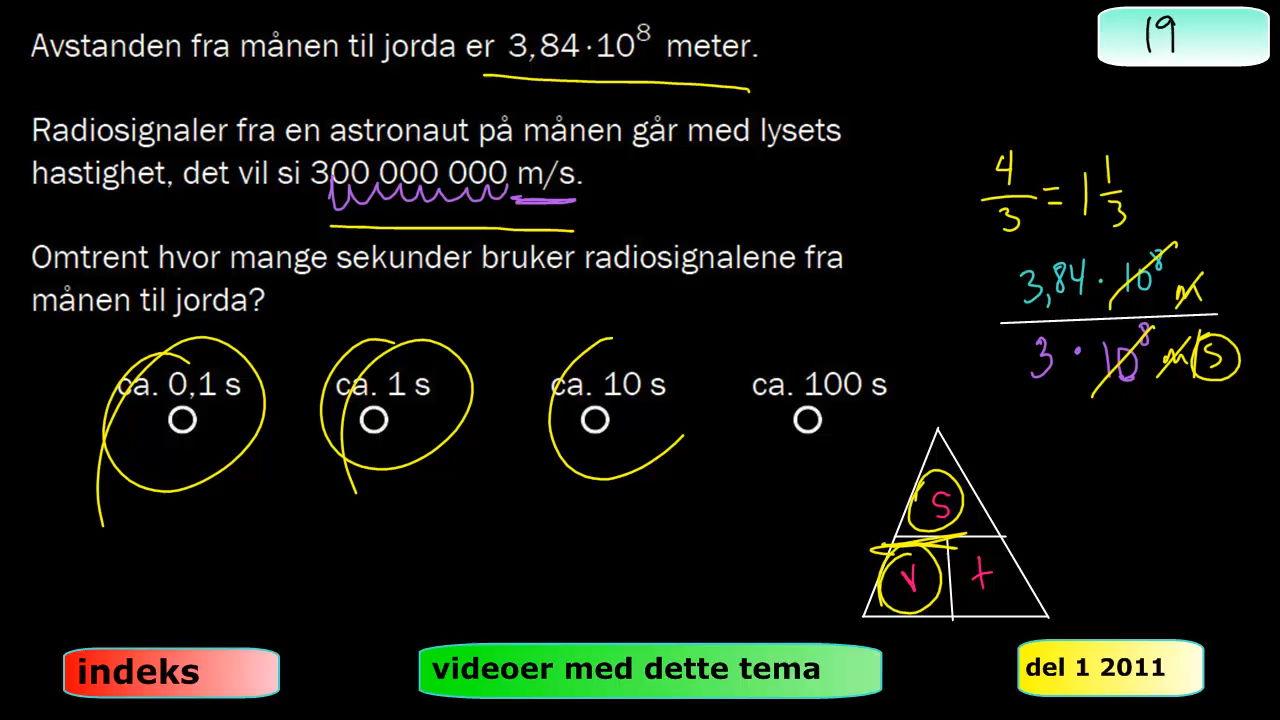 Avstanden fra månen til jorda er 3,84·10⁸ meter.
19
Radiosignaler fra en astronaut på månen går med lysets
hastighet, det vil si 300 000 000 m/s.
4/3 = 1 1/3
Omtrent hvor mange sekunder bruker radiosignalene fra
månen til jorda?
3,84 · 10⁸ m
3 · 10⁸ m/s
ca. 0,1 s
ca. 1 s
ca. 10 s
ca. 100 s
s
v t
indeks
videoer med dette tema
del 1 2011